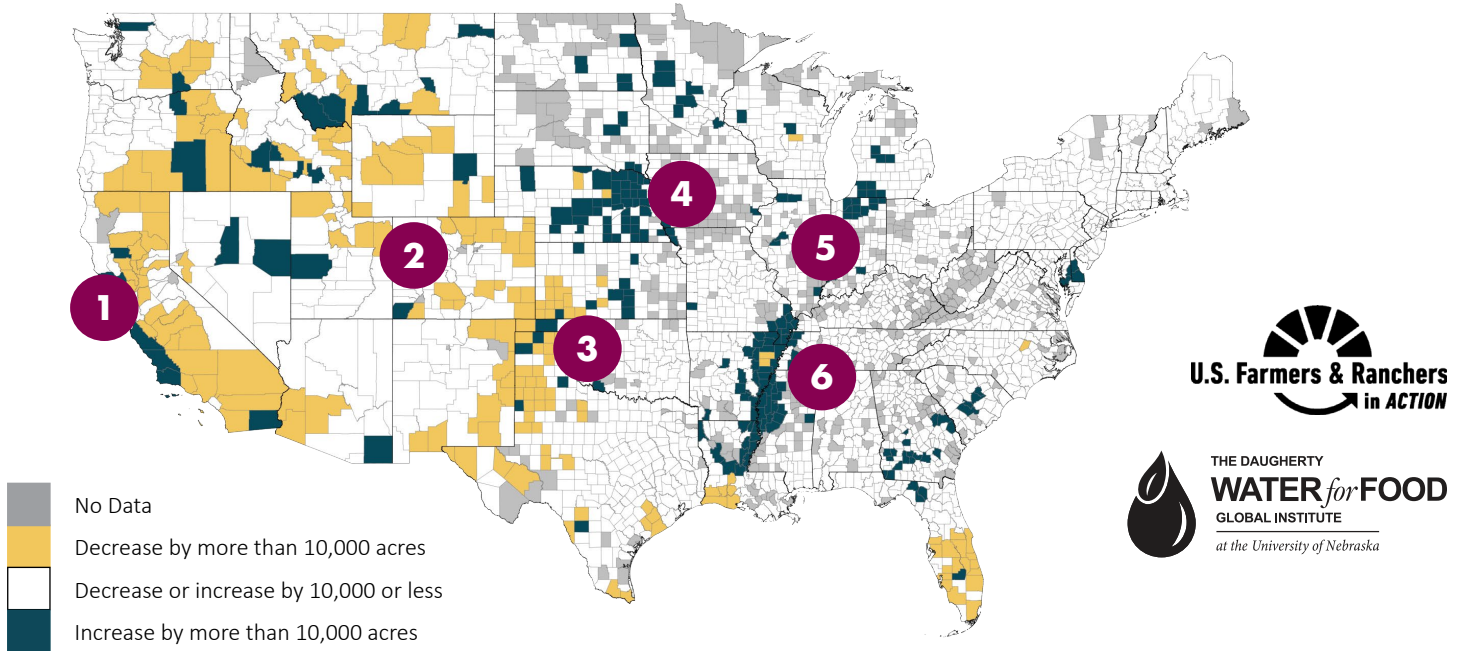 1
2
3
4
5
6
No Data
Decrease by more than 10,000 acres
Decrease or increase by 10,000 or less
Increase by more than 10,000 acres
U.S. Farmers & Ranchers
in ACTION
THE DAUGHERTY
WATER for FOOD
GLOBAL INSTITUTE
at the University of Nebraska